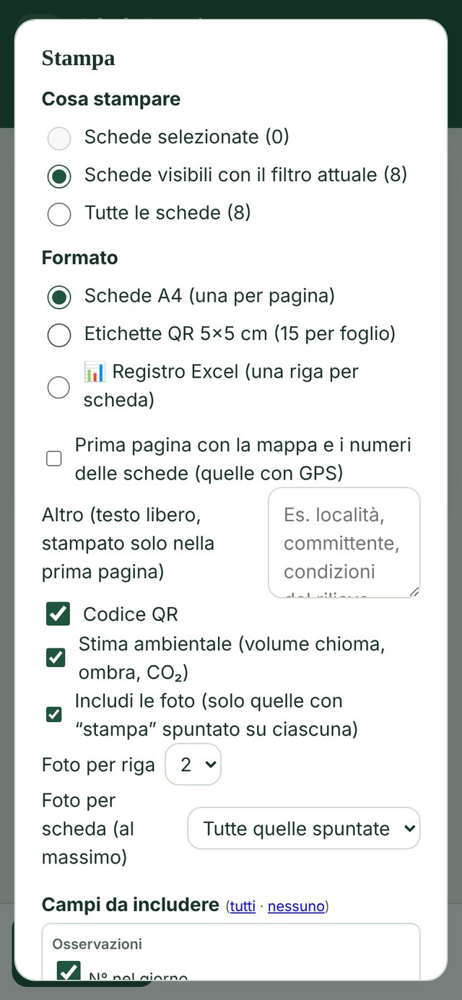 Stampa
Cosa stampare
Schede selezionate (0)
Schede visibili con il filtro attuale (8)
Tutte le schede (8)
Formato
Schede A4 (una per pagina)
Etichette QR 5×5 cm (15 per foglio)
📊 Registro Excel (una riga per
scheda)
Prima pagina con la mappa e i numeri
delle schede (quelle con GPS)
Altro (testo libero,
stampato solo nella
prima pagina)
Es. località,
committente,
condizioni
del rilievo
Codice QR
Stima ambientale (volume chioma,
ombra, CO₂)
Includi le foto (solo quelle con
“stampa” spuntato su ciascuna)
Foto per riga 2
Foto per
scheda (al
massimo)
Tutte quelle spuntate
Campi da includere (tutti · nessuno)
Osservazioni
N° nel giorno